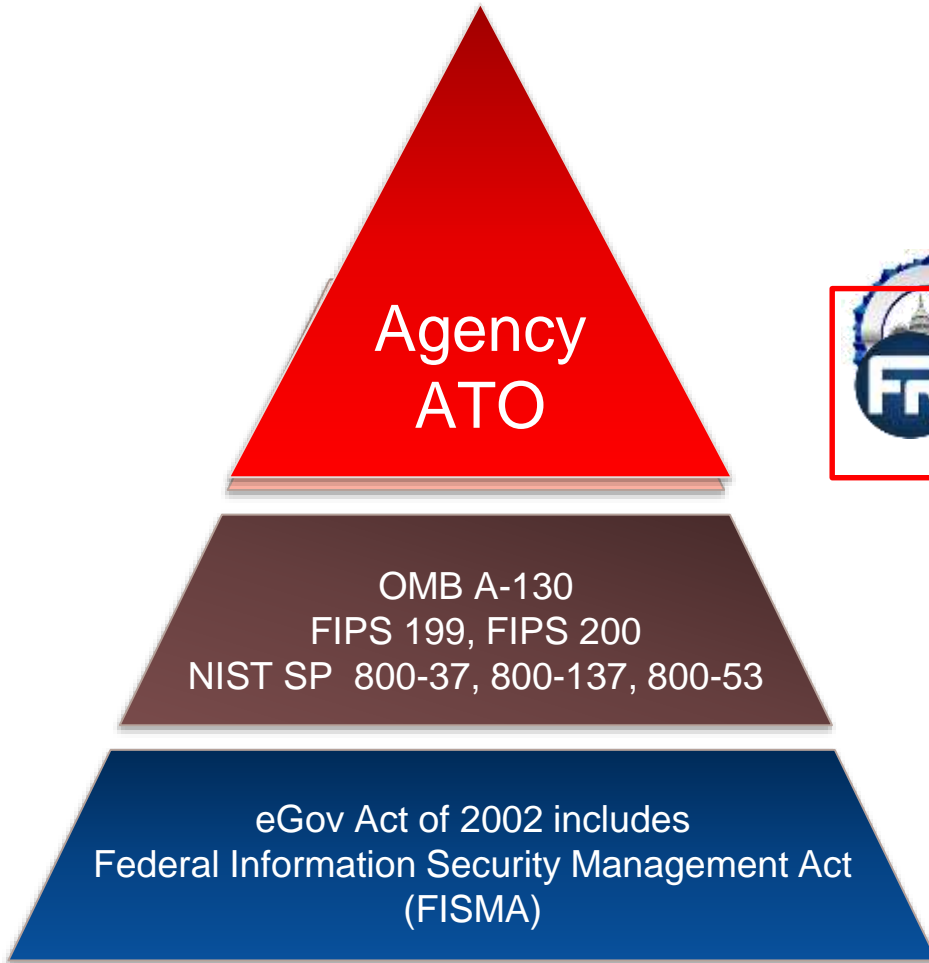 Agency
ATO
OMB A-130
FIPS 199, FIPS 200
NIST SP 800-37, 800-137, 800-53
eGov Act of 2002 includes
Federal Information Security Management Act
(FISMA)